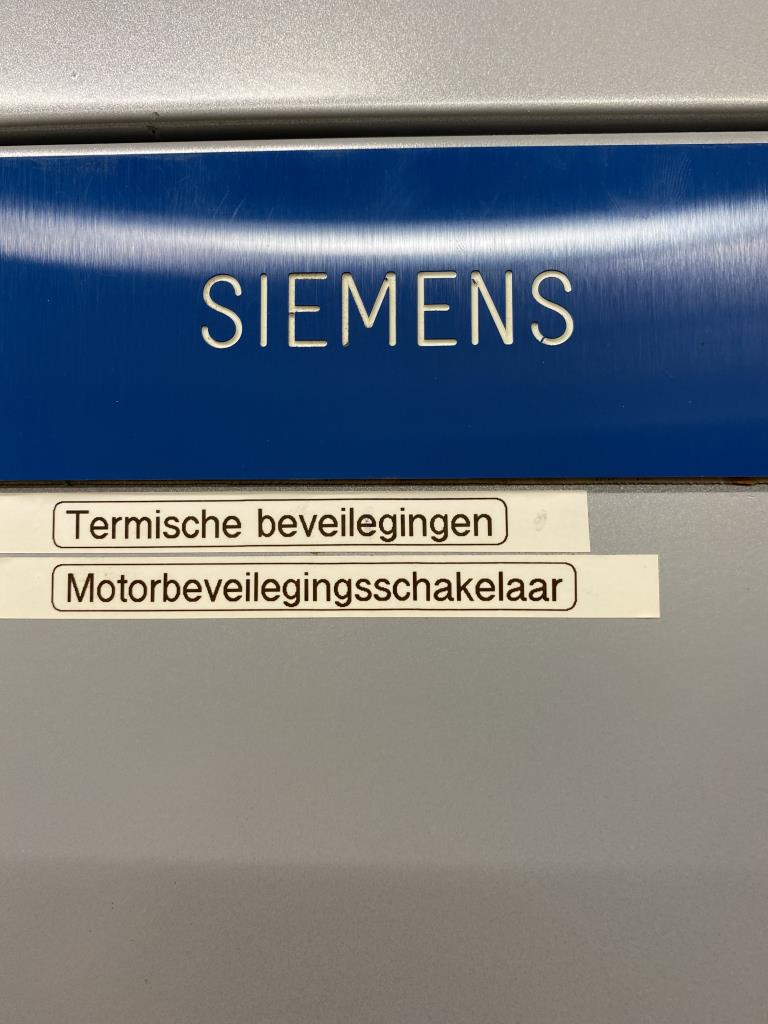 SIEMENS
Termische beveilegingen
Motorbeveilegingsschakelaar